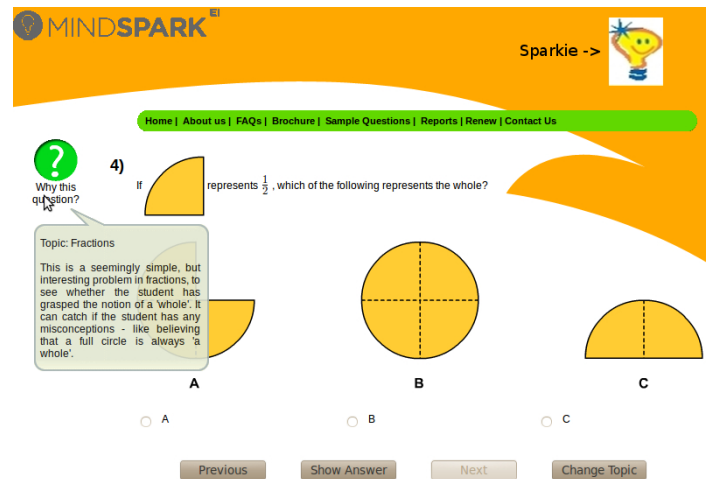 MINDSPARK EI
Sparkie ->
Home | About us | FAQs | Brochure | Sample Questions | Reports | Renew | Contact Us
?
Why this
question?
4)
If represents 1/2 , which of the following represents the whole?
Topic: Fractions
This is a seemingly simple, but
interesting problem in fractions, to
see whether the student has
grasped the notion of a 'whole'. It
can catch if the student has any
misconceptions - like believing
that a full circle is always 'a
whole'.
A B C
A B C
Previous Show Answer Next Change Topic